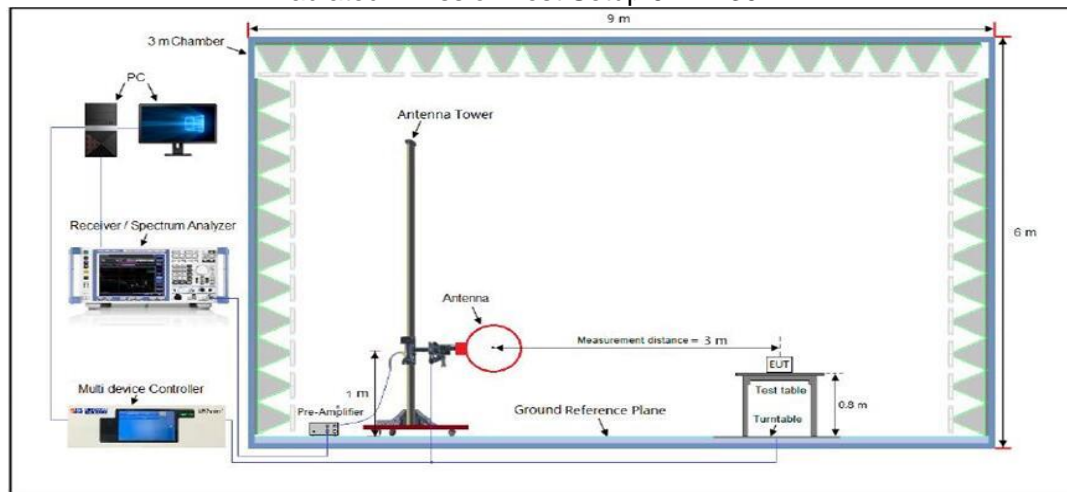 9 m
3 m Chamber
PC
Antenna Tower
Receiver / Spectrum Analyzer
6 m
Antenna
Measurement distance = 3 m
EUT
Multi device Controller
1 m
Test table
0.8 m
Pre-Amplifier
Ground Reference Plane
Turntable